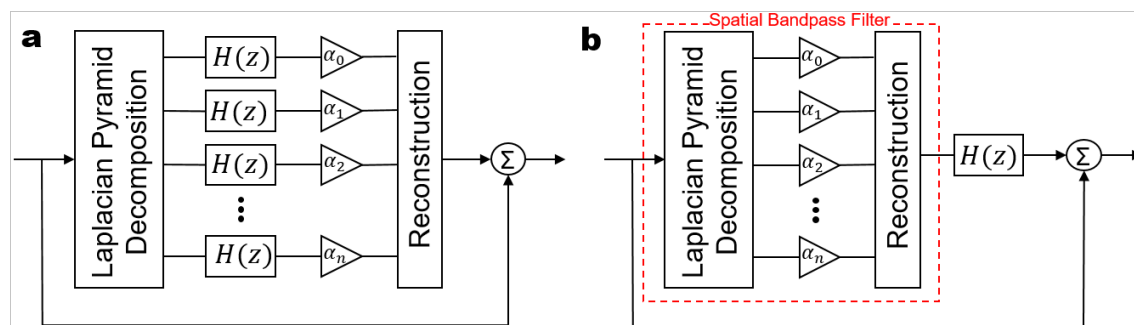 a
Laplacian Pyramid
Decomposition
H(z)
H(z)
H(z)
H(z)
α₀
α₁
α₂
αₙ
Reconstruction
Σ
b
Spatial Bandpass Filter
Laplacian Pyramid
Decomposition
α₀
α₁
α₂
αₙ
Reconstruction
H(z)
Σ